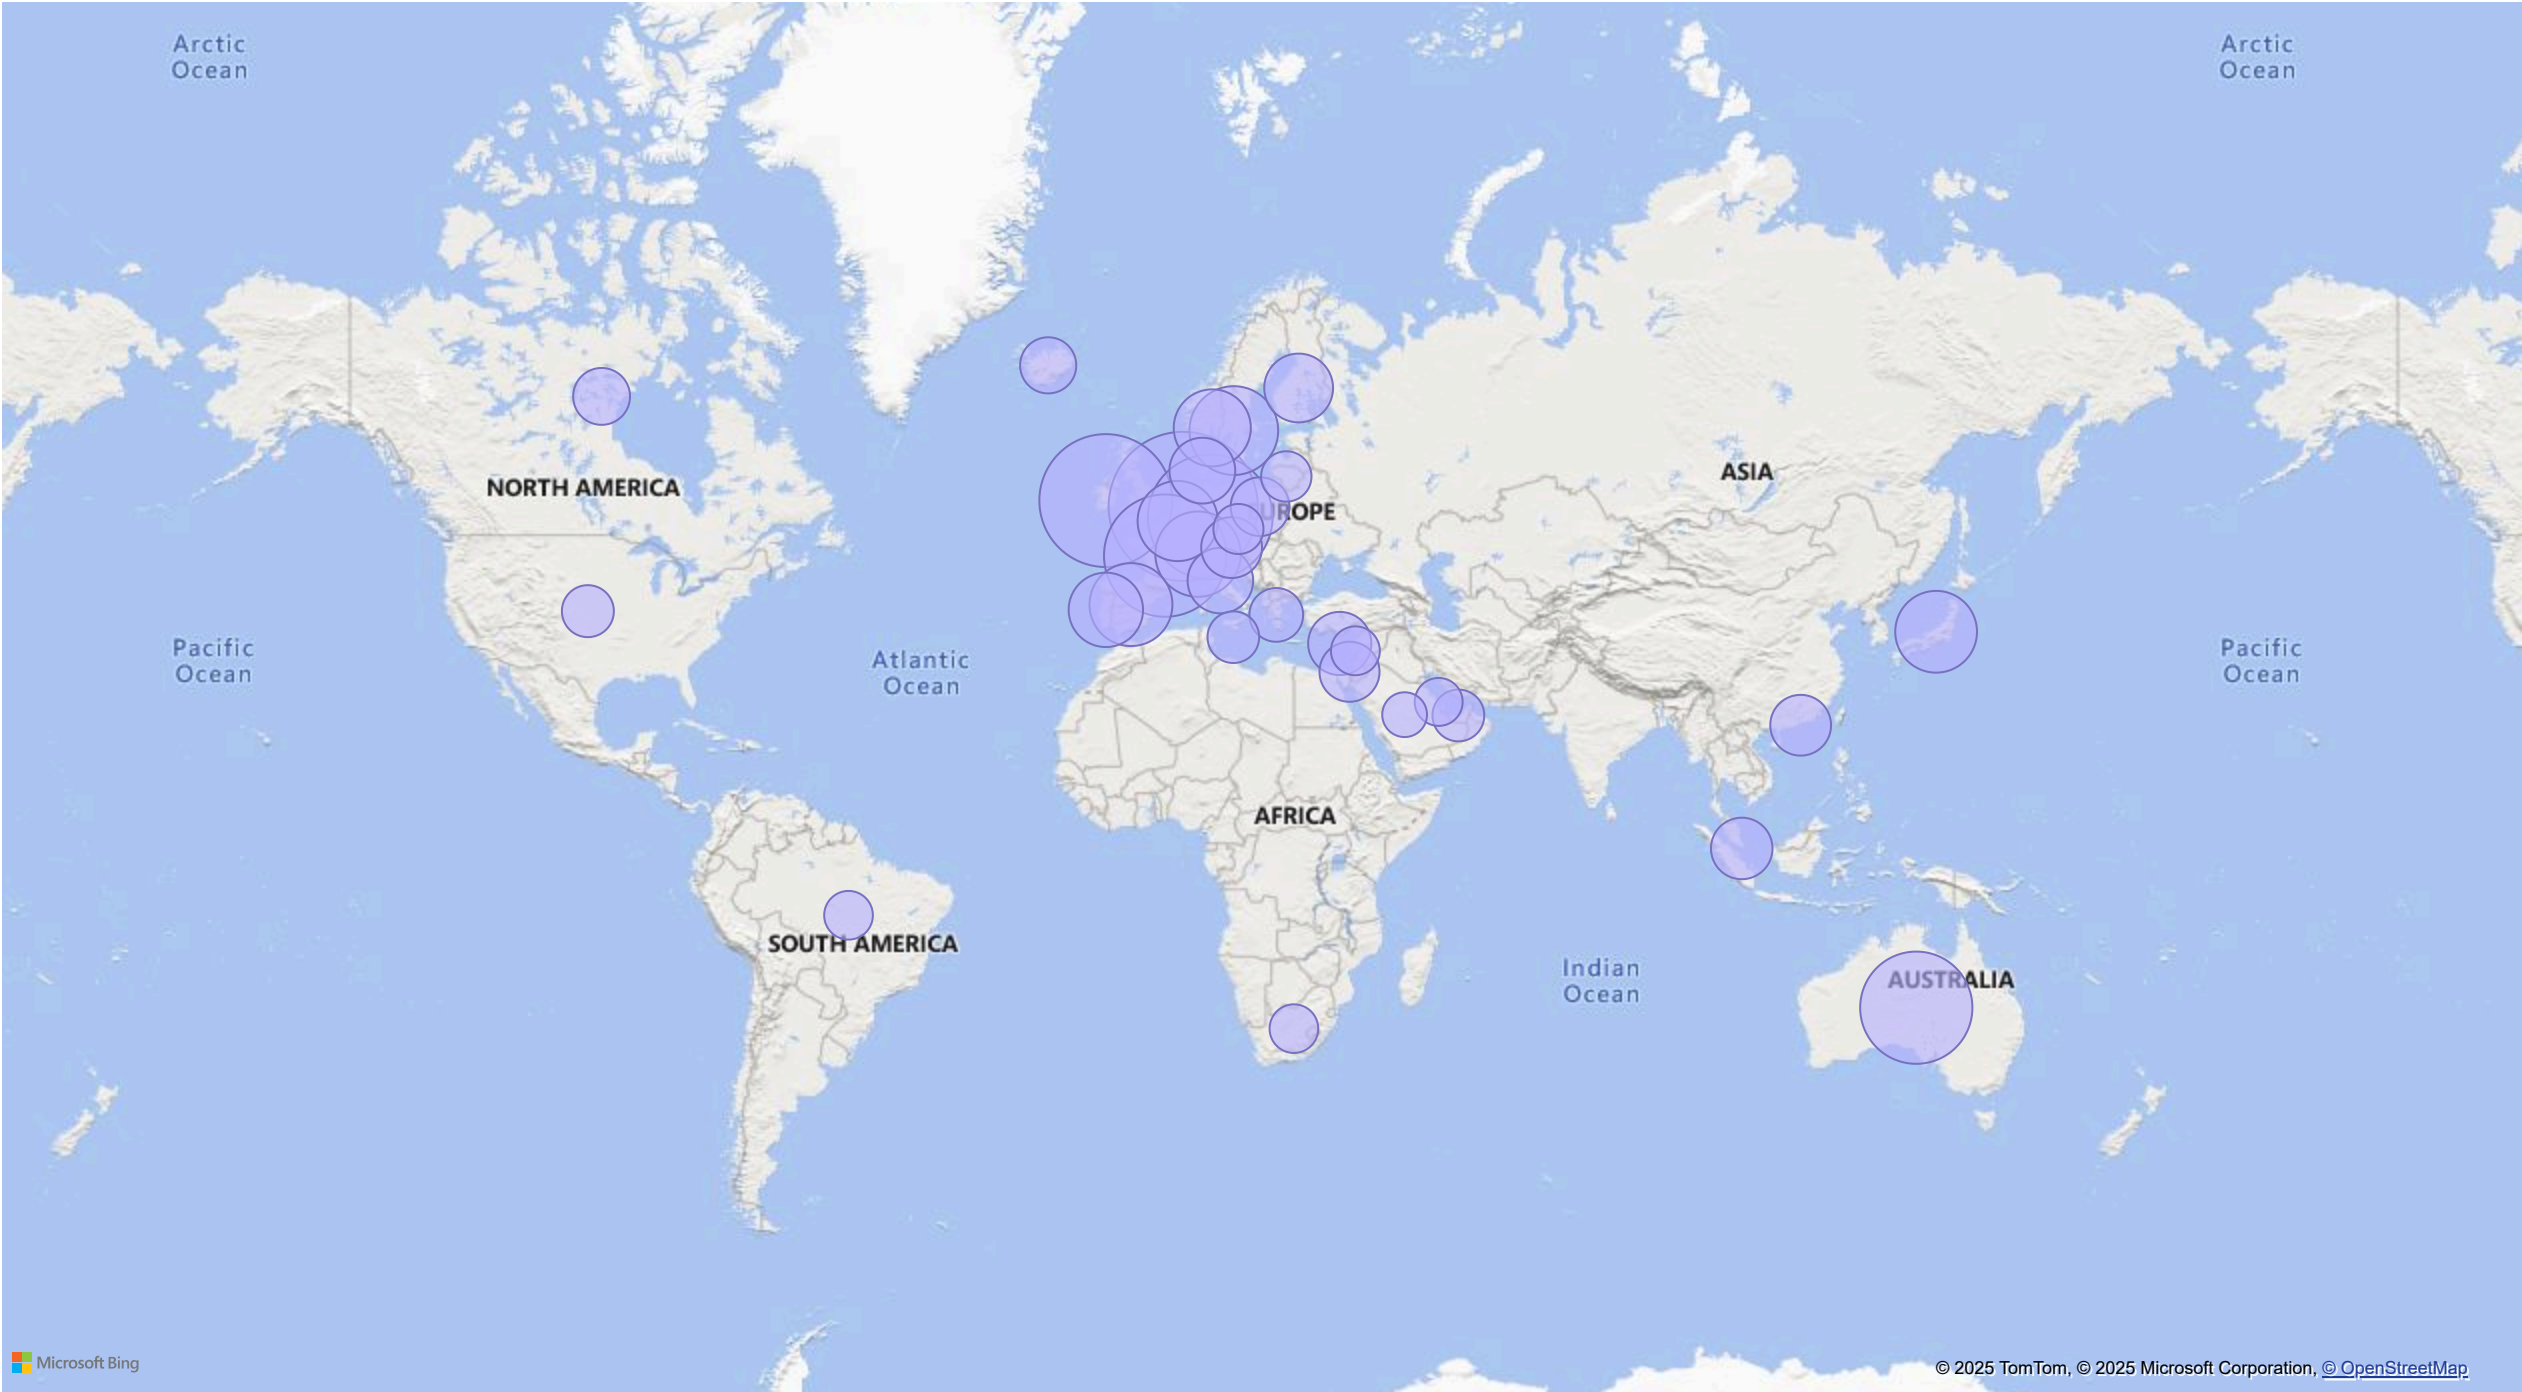 Arctic
Ocean
Arctic
Ocean
NORTH AMERICA
ASIA
UROPE
Pacific
Ocean
Atlantic
Ocean
Pacific
Ocean
AFRICA
SOUTH AMERICA
Indian
Ocean
AUSTRALIA
Microsoft Bing
© 2025 TomTom, © 2025 Microsoft Corporation, © OpenStreetMap